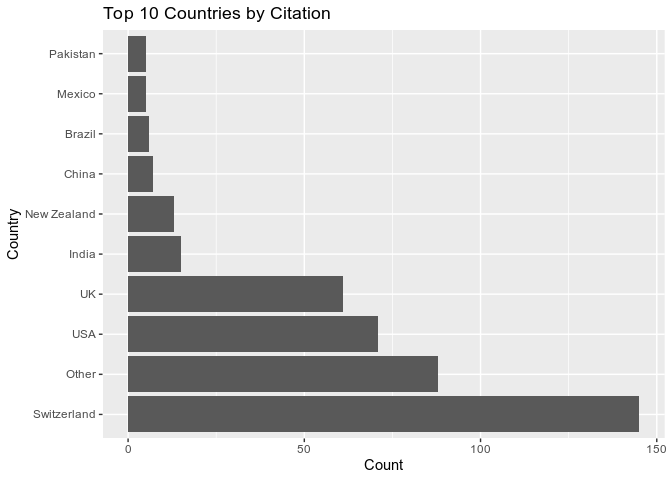 Top 10 Countries by Citation
Pakistan
Mexico
Brazil
China
New Zealand
India
UK
USA
Other
Switzerland
Country
0 50 100 150
Count